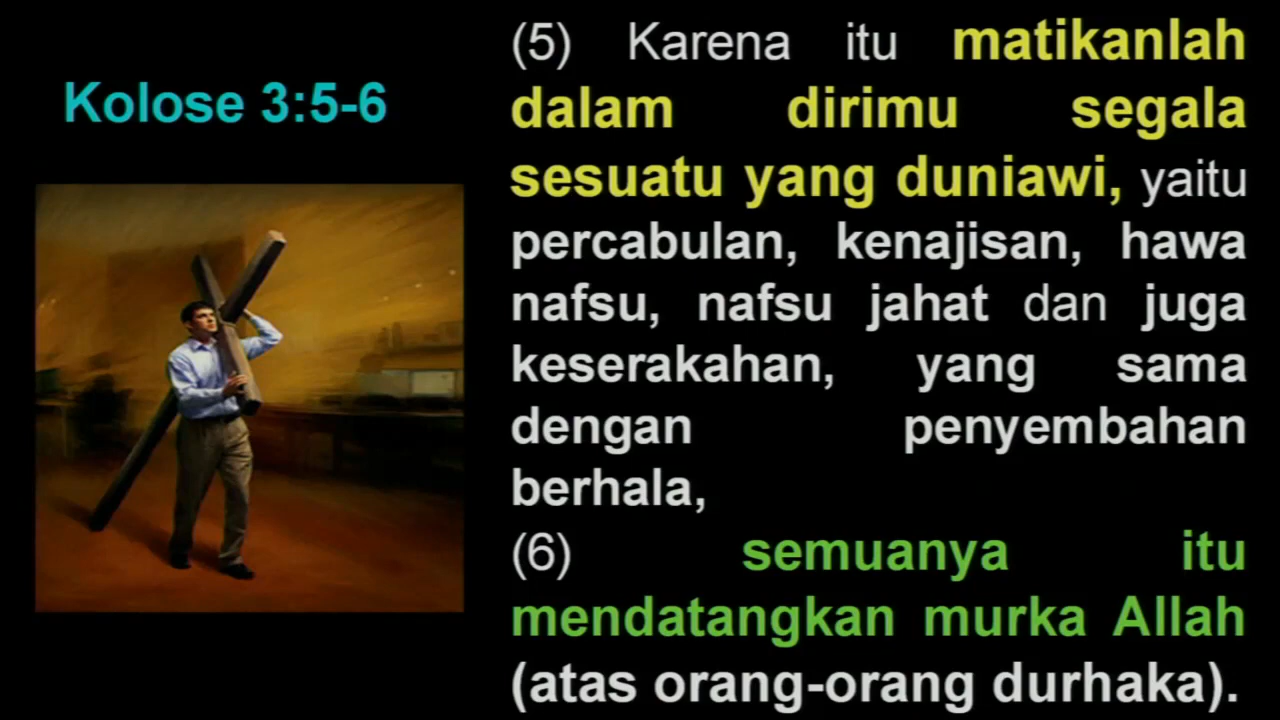 Kolose 3:5-6
(5) Karena itu matikanlah
dalam dirimu segala
sesuatu yang duniawi, yaitu
percabulan, kenajisan, hawa
nafsu, nafsu jahat dan juga
keserakahan, yang sama
dengan penyembahan
berhala,
(6) semuanya itu
mendatangkan murka Allah
(atas orang-orang durhaka).